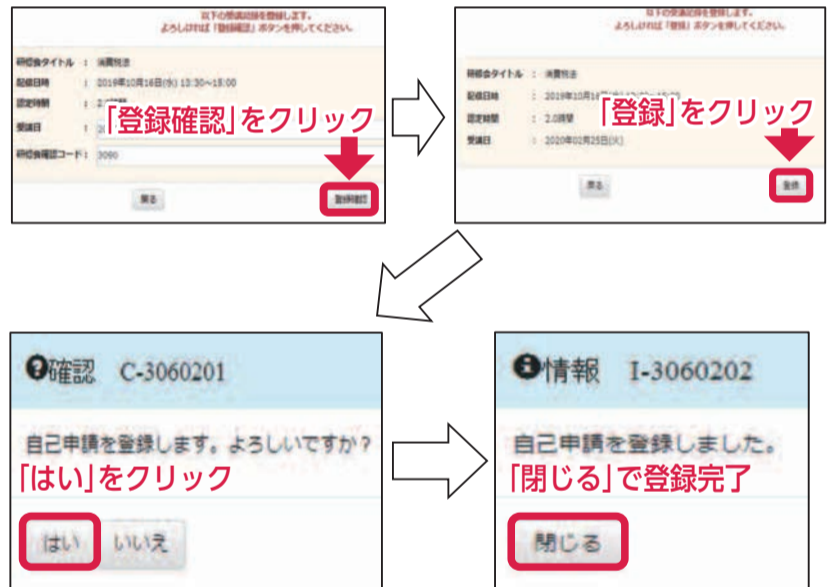 以下の受講記録を登録します。
よろしければ「登録確認」ボタンを押してください。
研修会タイトル : 消費税法
配信日時 : 2019年10月16日(水) 13:30~15:00
認定時間 : 2
受講日
研修会確認コード : 3090
「登録確認」をクリック
戻る 登録確認
以下の受講記録を登録します。
よろしければ「登録」ボタンを押してください。
研修会タイトル : 消費税法
配信日時 : 2019年10月16日
認定時間 : 2.0時間
受講日 : 2020年02月25日(火)
「登録」をクリック
戻る 登録
確認 C-3060201
自己申請を登録します。よろしいですか?
「はい」をクリック
はい いいえ
情報 I-3060202
自己申請を登録しました。
「閉じる」で登録完了
閉じる